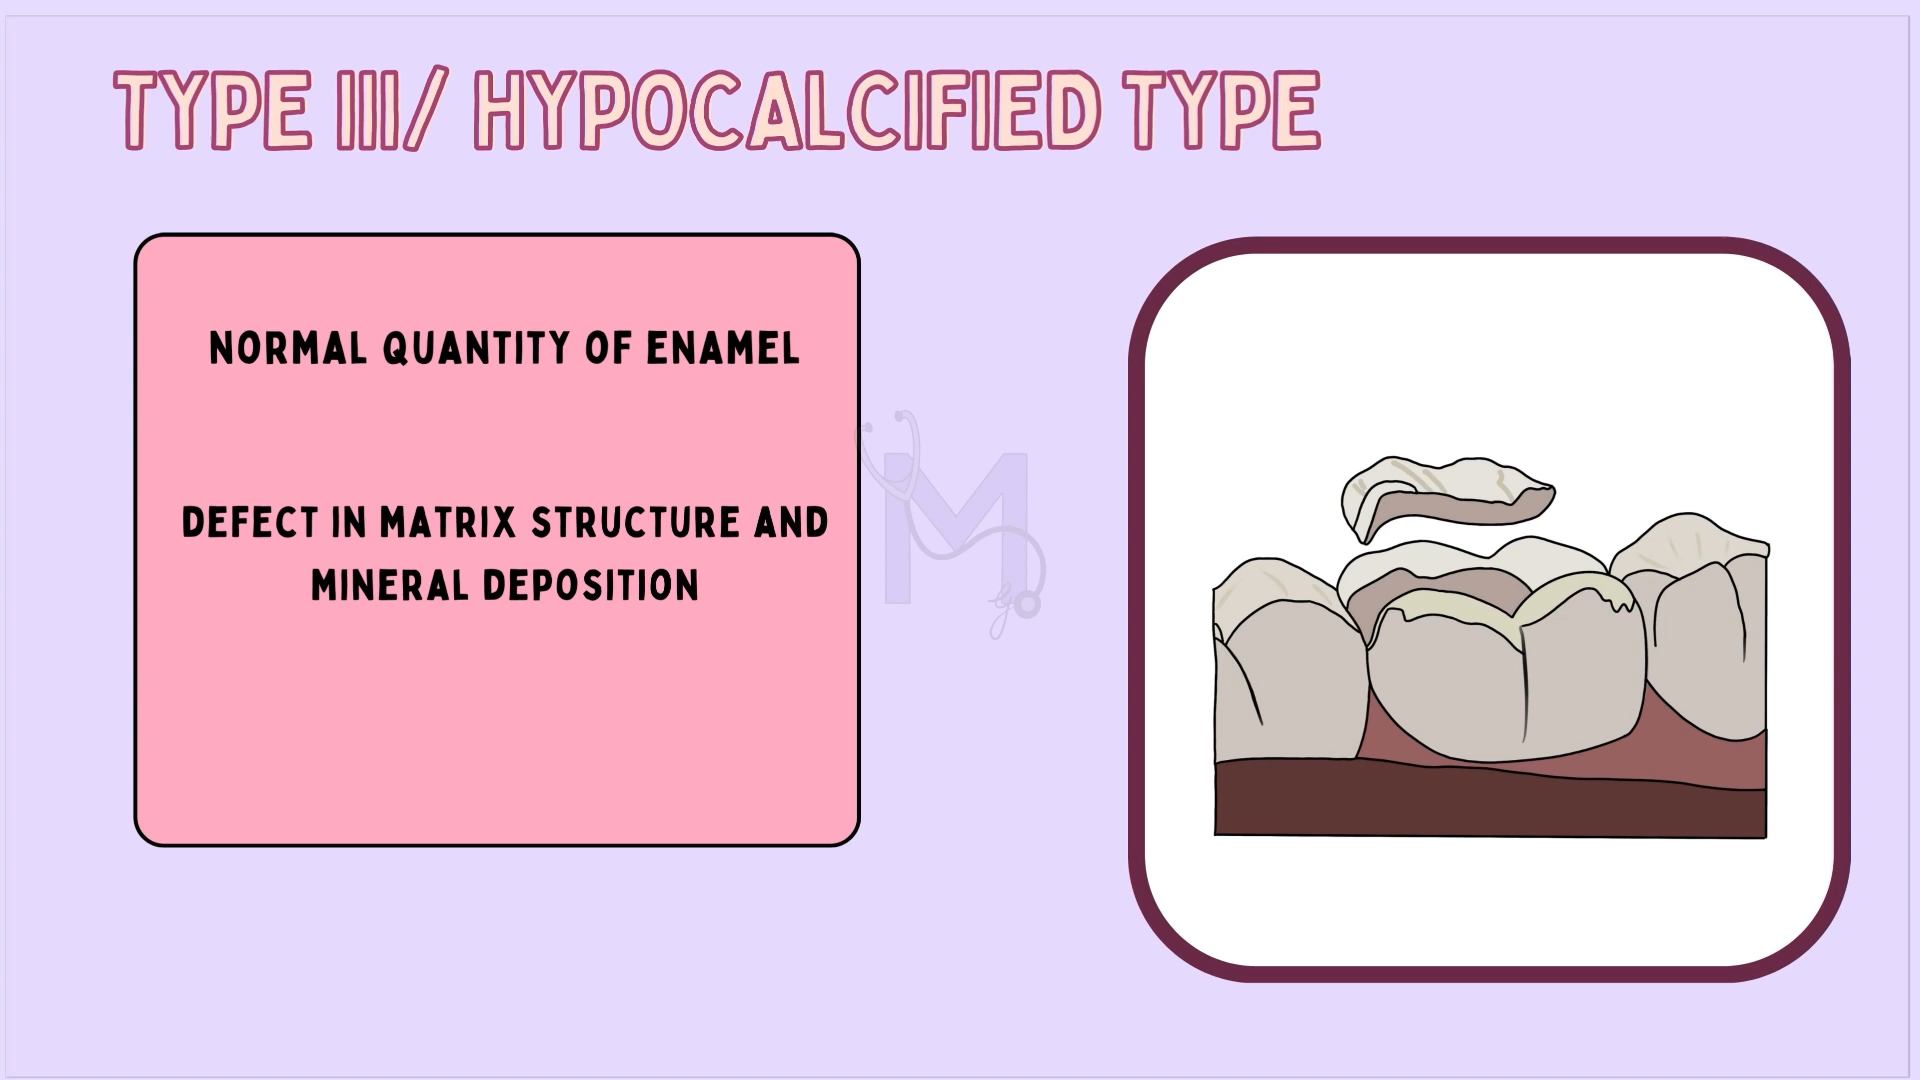 TYPE III/ HYPOCALCIFIED TYPE
NORMAL QUANTITY OF ENAMEL
DEFECT IN MATRIX STRUCTURE AND
MINERAL DEPOSITION
M